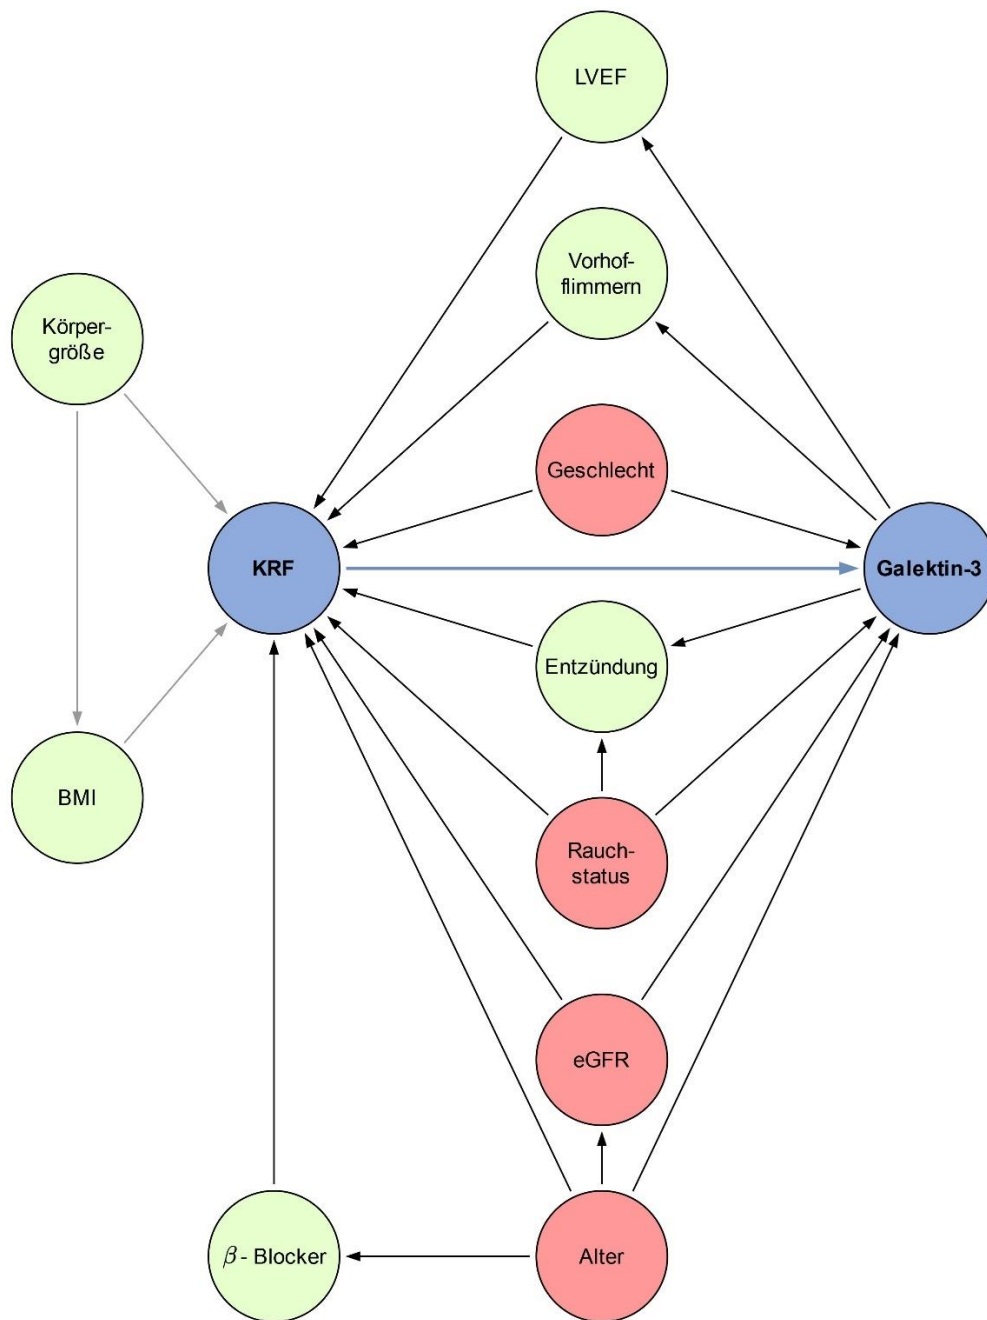 LVEF
Vorhof-
flimmern
Körper-
größe
Geschlecht
KRF
Galektin-3
Entzündung
BMI
Rauch-
status
eGFR
β- Blocker
Alter